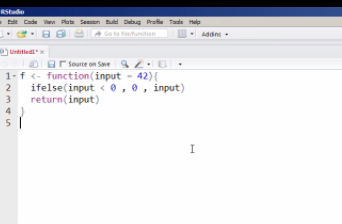 RStudio
Edit Code View Plots Session Build Debug Profile Tools Help
Go to file/function Addins
Untitled1*
Source on Save
1 f <- function(input = 42){
2 ifelse(input < 0 , 0 , input)
3 return(input)
4 }
5